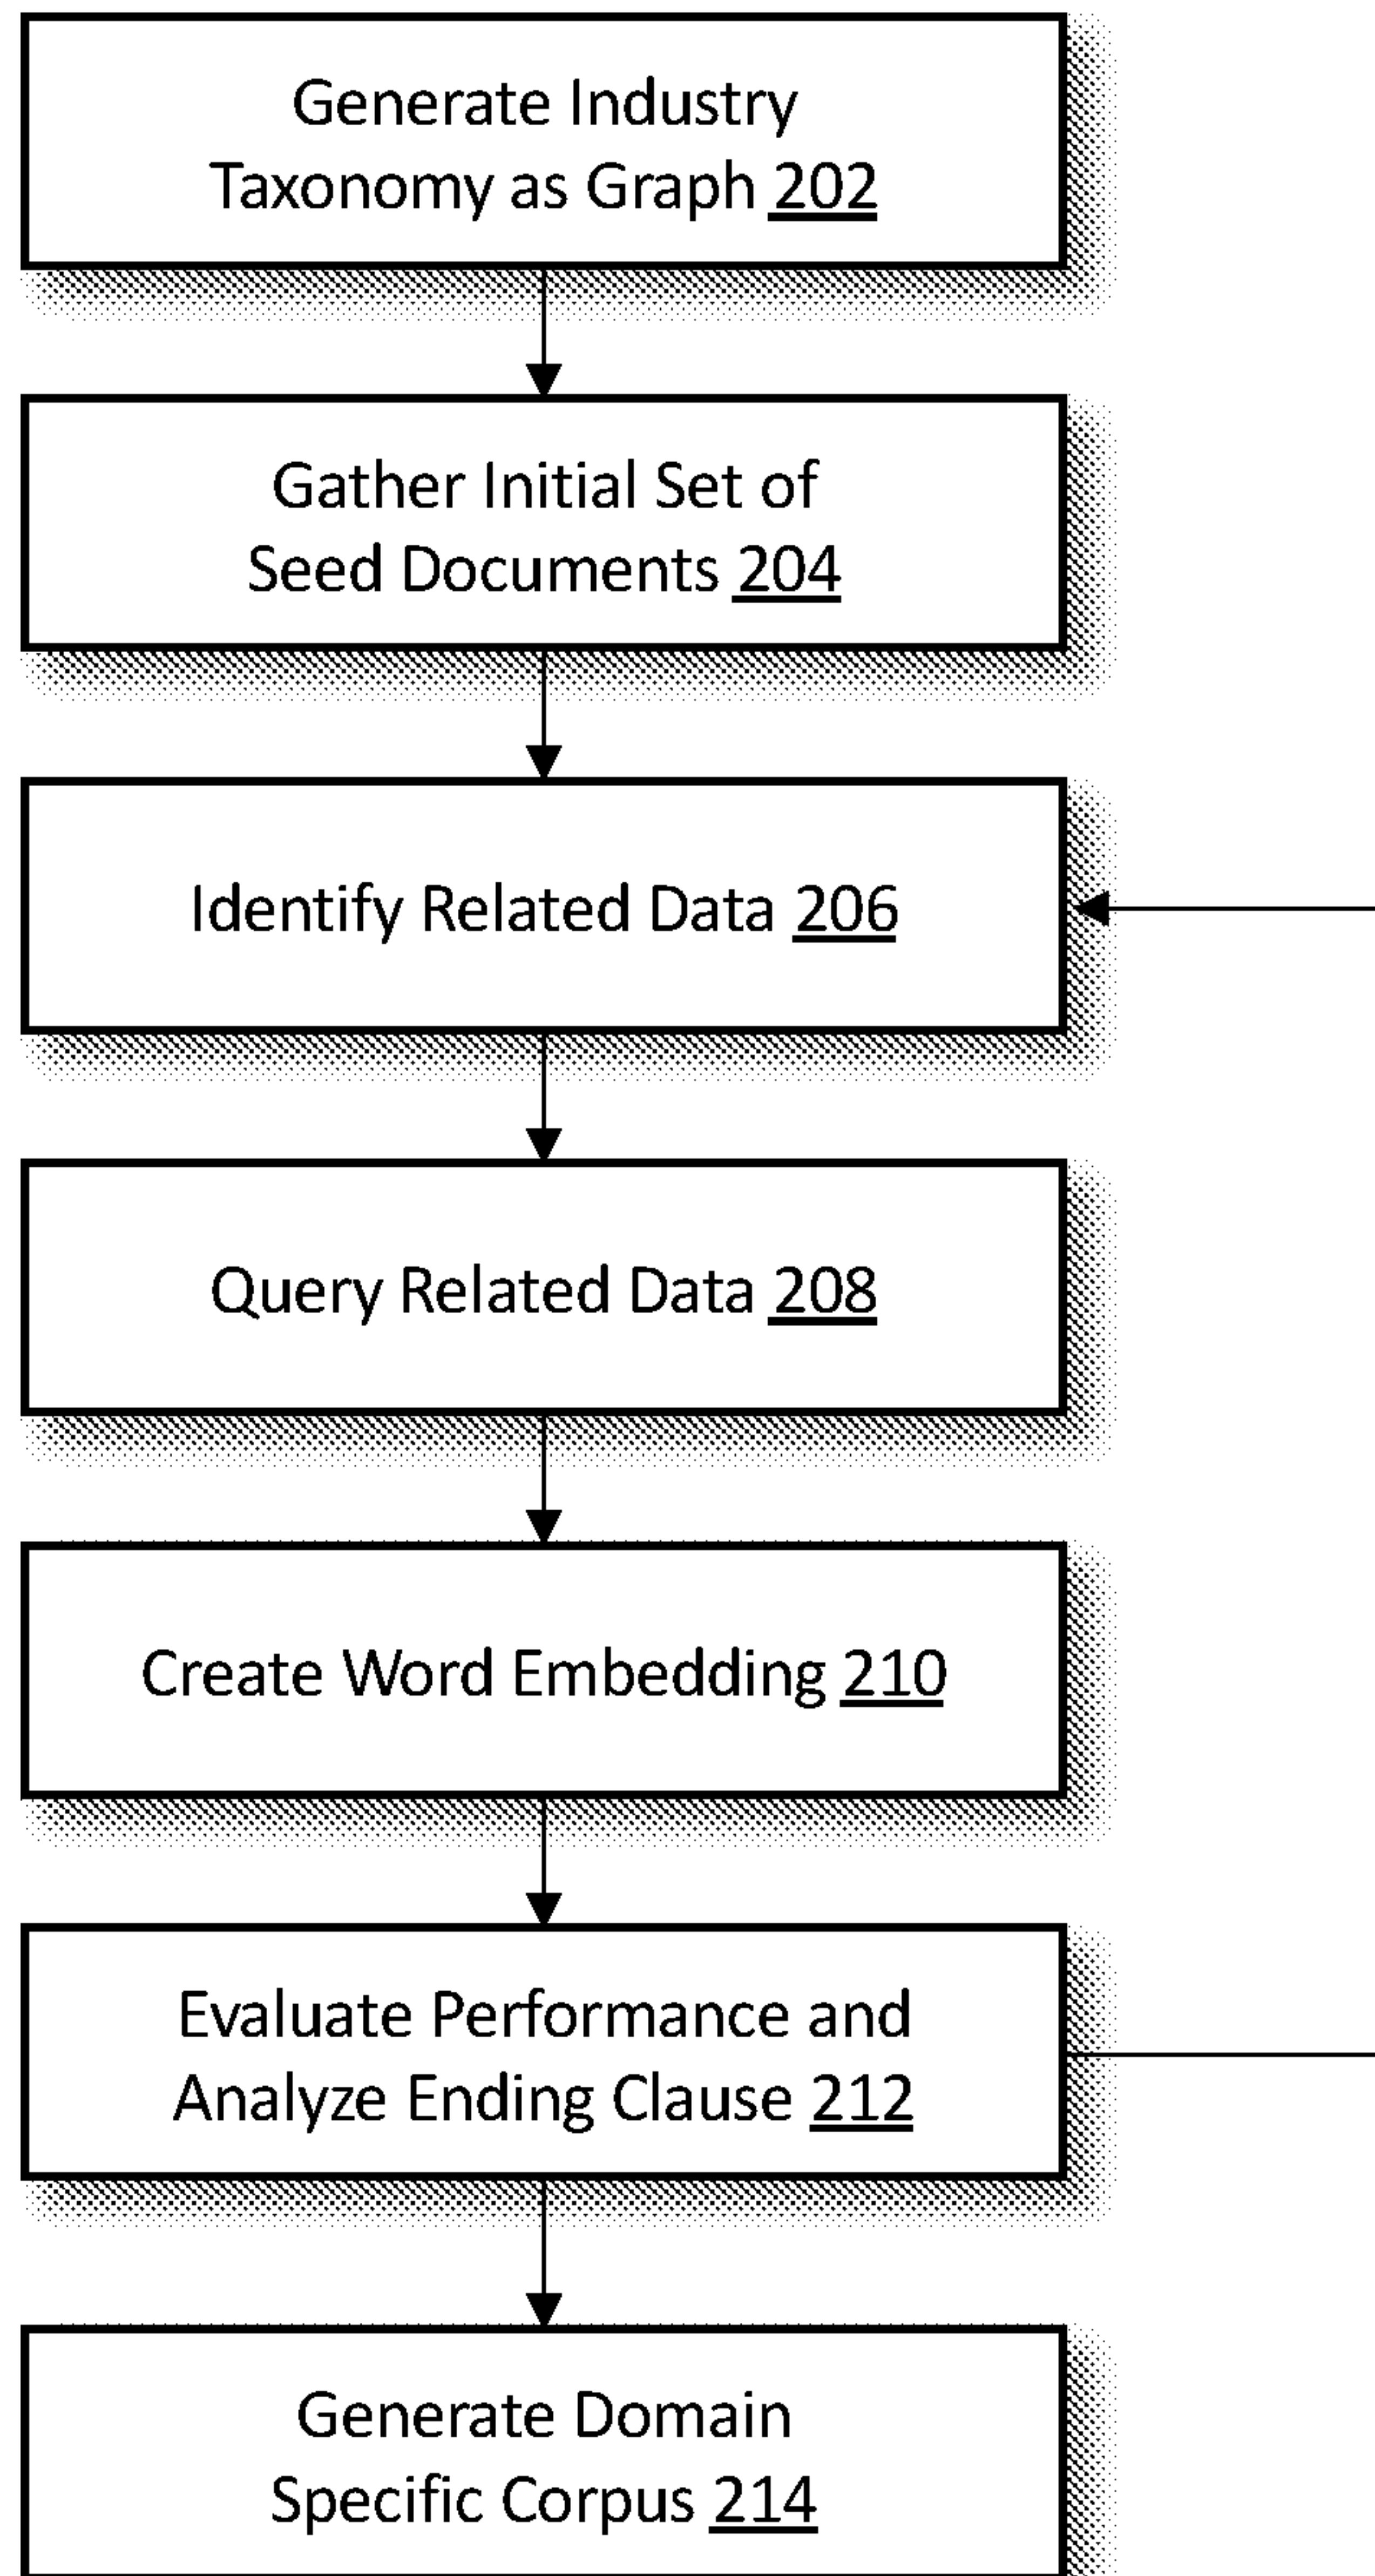 Generate Industry
Taxonomy as Graph 202
Gather Initial Set of
Seed Documents 204
Identify Related Data 206
Query Related Data 208
Create Word Embedding 210
Evaluate Performance and
Analyze Ending Clause 212
Generate Domain
Specific Corpus 214